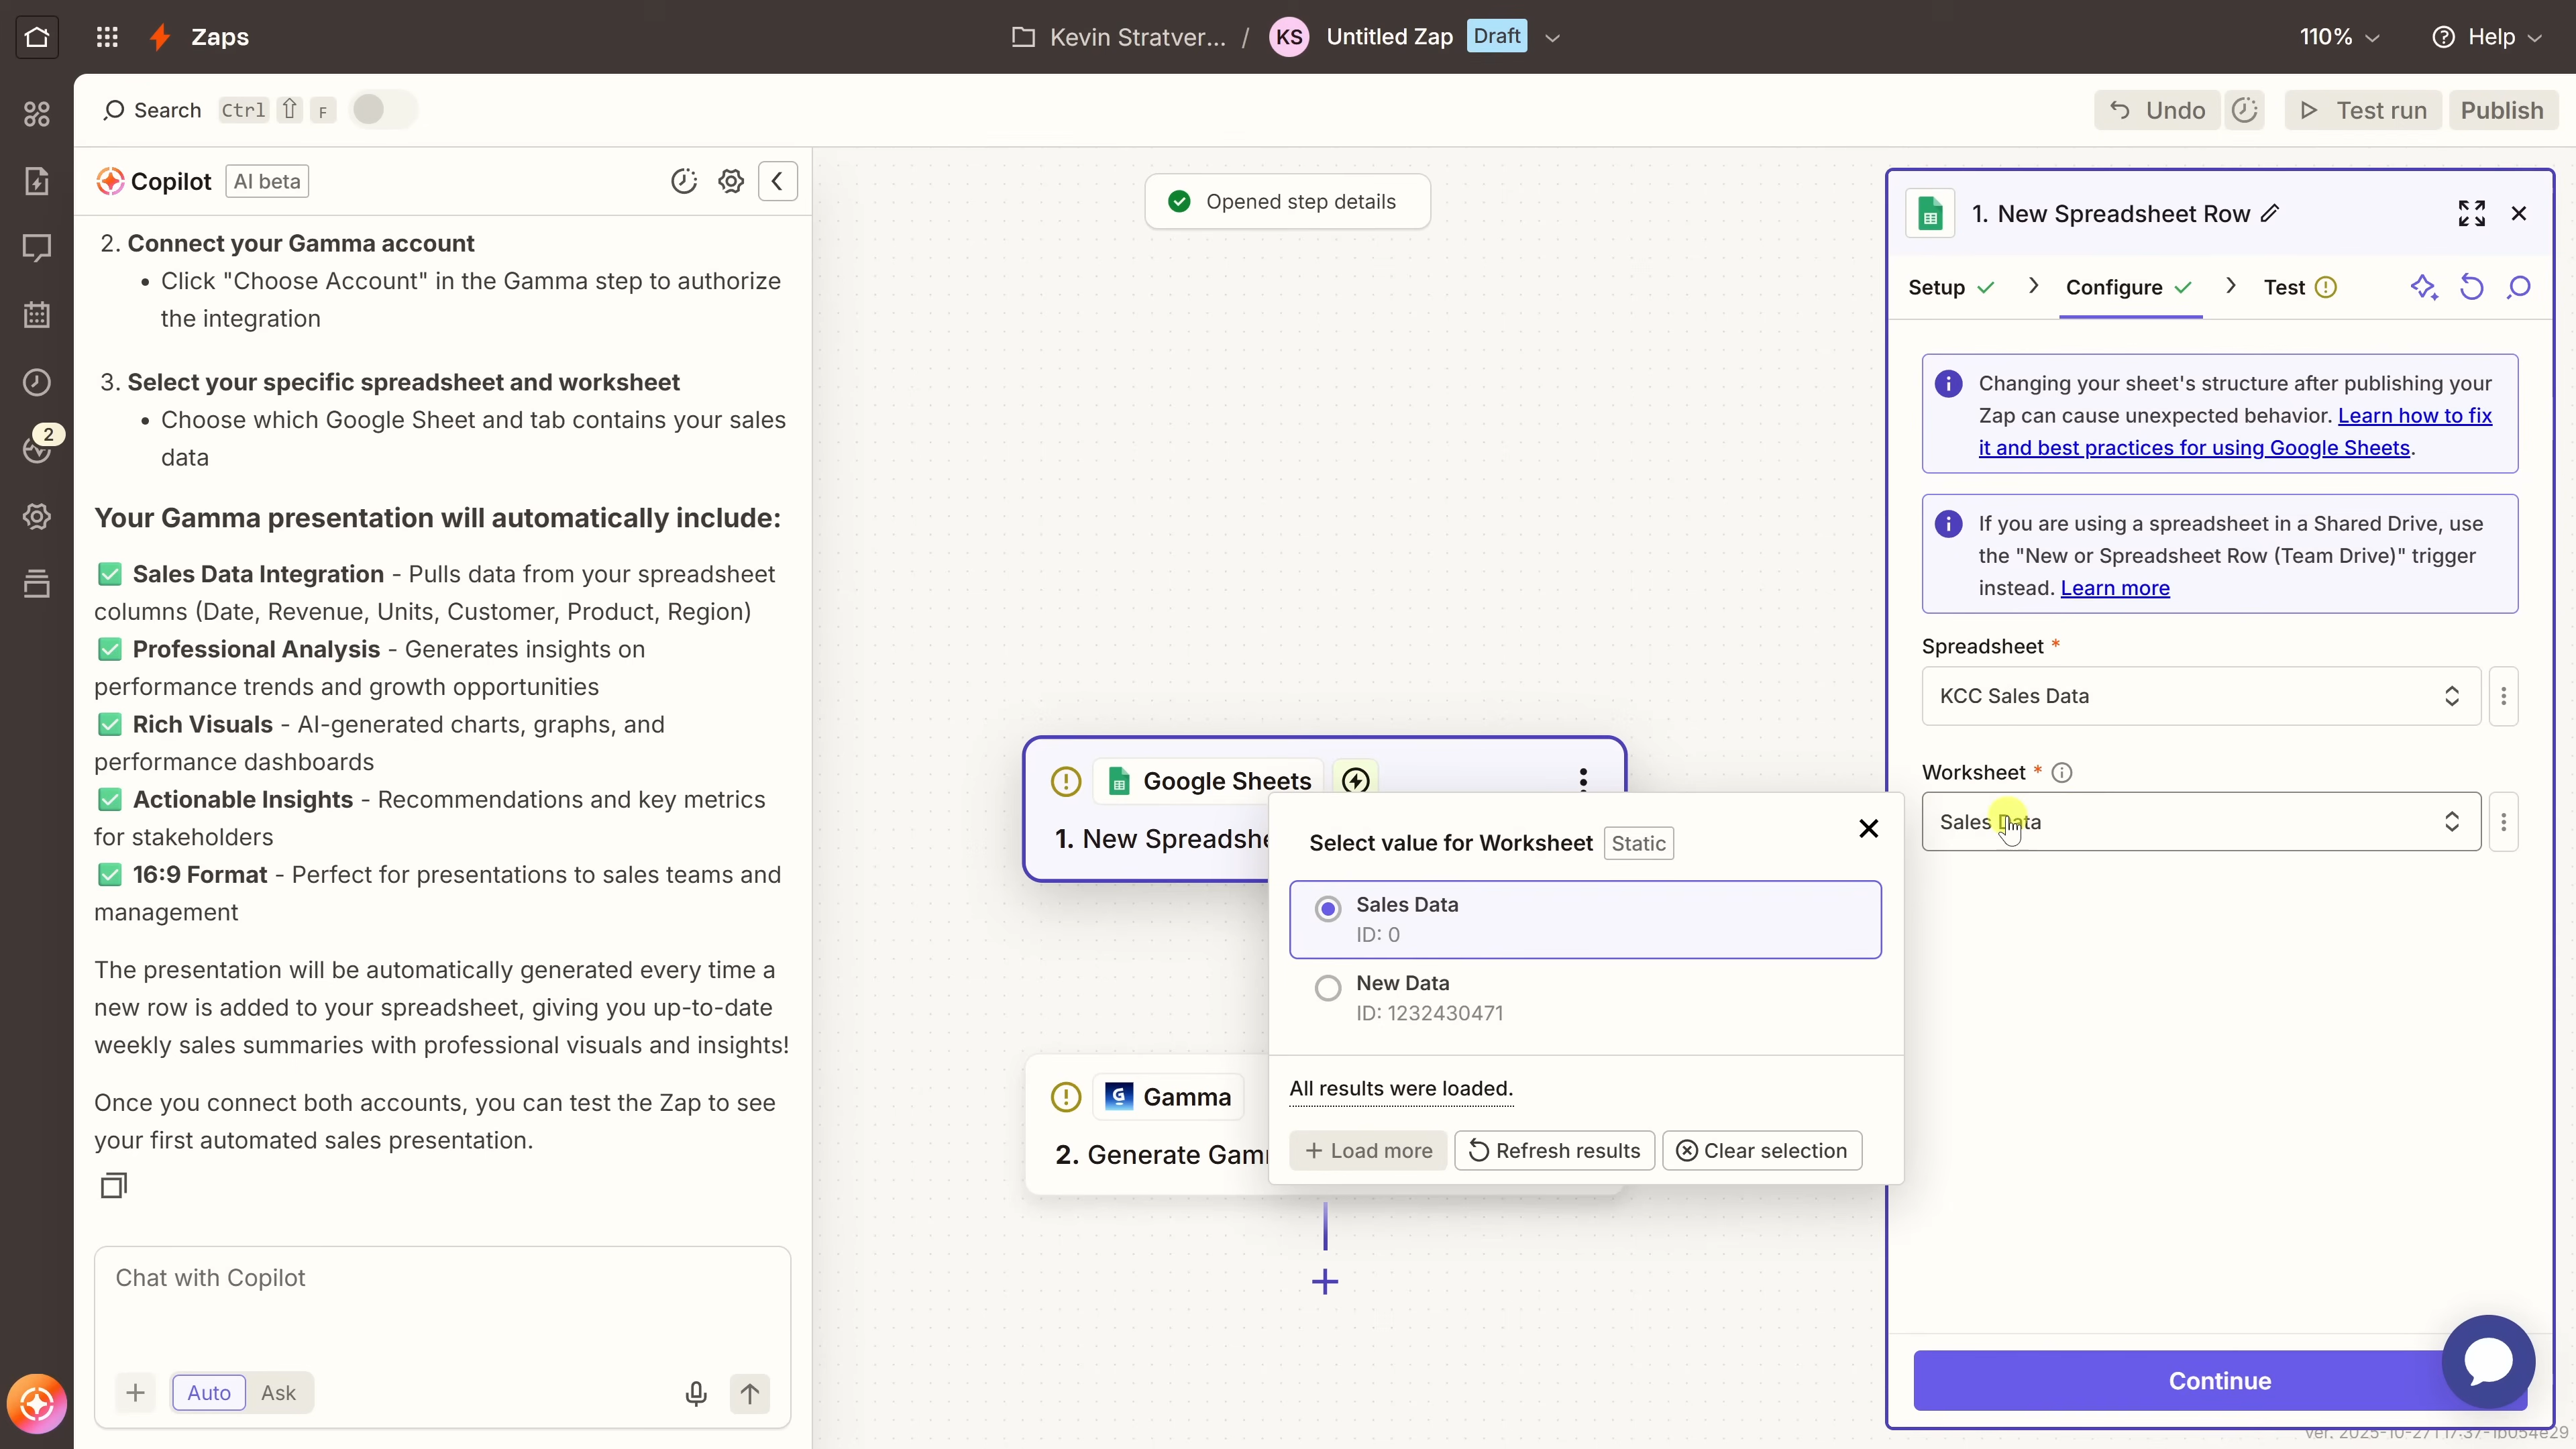 Zaps
Kevin Stratver... / KS Untitled Zap Draft
110% Help
Search Ctrl ⇧ F
Undo Test run Publish
Copilot AI beta
2
2. Connect your Gamma account
• Click "Choose Account" in the Gamma step to authorize
the integration
3. Select your specific spreadsheet and worksheet
• Choose which Google Sheet and tab contains your sales
data
Your Gamma presentation will automatically include:
✅ Sales Data Integration - Pulls data from your spreadsheet
columns (Date, Revenue, Units, Customer, Product, Region)
✅ Professional Analysis - Generates insights on
performance trends and growth opportunities
✅ Rich Visuals - AI-generated charts, graphs, and
performance dashboards
✅ Actionable Insights - Recommendations and key metrics
for stakeholders
✅ 16:9 Format - Perfect for presentations to sales teams and
management
The presentation will be automatically generated every time a
new row is added to your spreadsheet, giving you up-to-date
weekly sales summaries with professional visuals and insights!
Once you connect both accounts, you can test the Zap to see
your first automated sales presentation.
Chat with Copilot
Auto Ask
Opened step details
Google Sheets
1. New Spreadshe
Gamma
2. Generate Gam
Select value for Worksheet Static
Sales Data
ID: 0
New Data
ID: 1232430471
All results were loaded.
+ Load more Refresh results Clear selection
1. New Spreadsheet Row
Setup Configure Test
Changing your sheet's structure after publishing your
Zap can cause unexpected behavior. Learn how to fix
it and best practices for using Google Sheets.
If you are using a spreadsheet in a Shared Drive, use
the "New or Spreadsheet Row (Team Drive)" trigger
instead. Learn more
Spreadsheet *
KCC Sales Data
Worksheet *
Sales Data
Continue